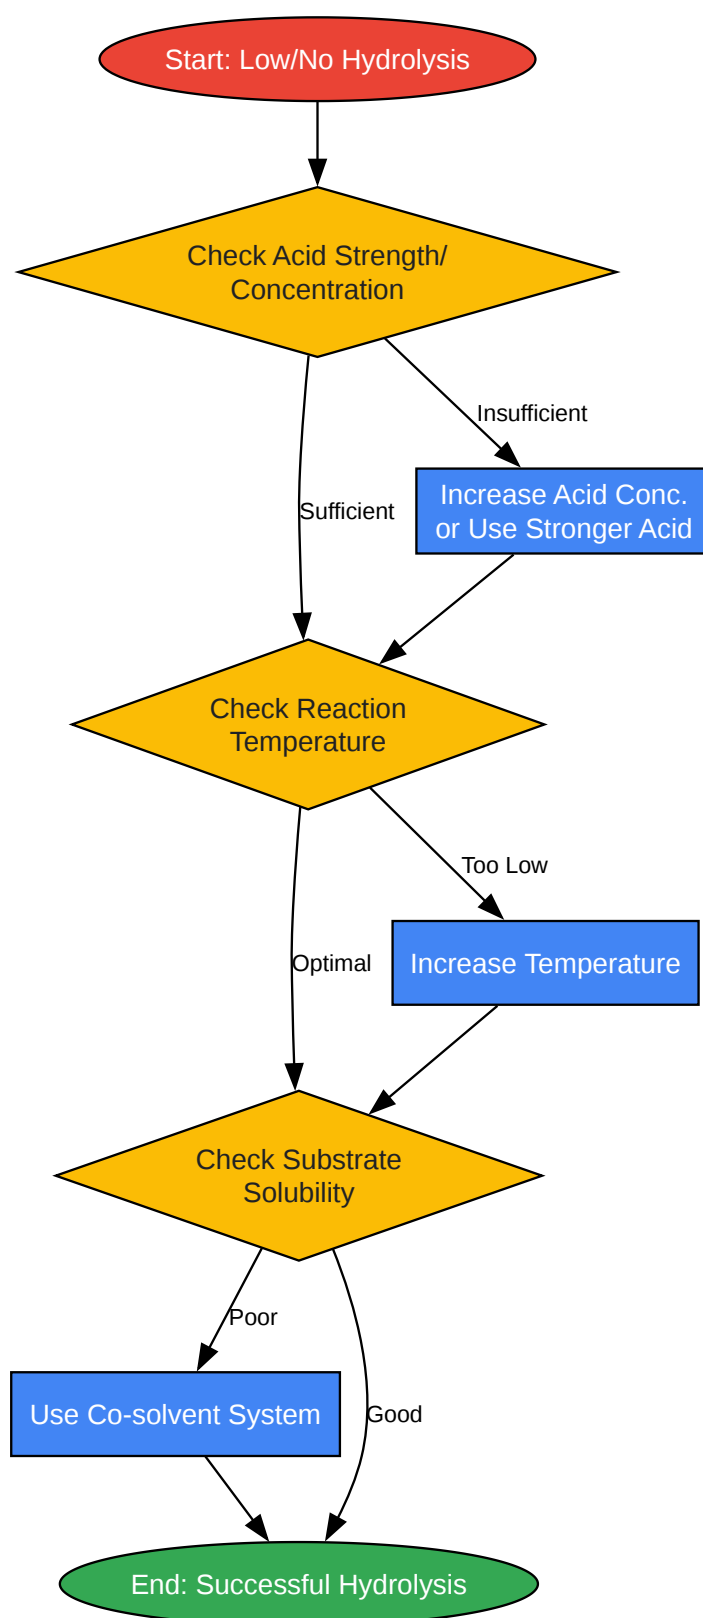 Start: Low/No Hydrolysis
Check Acid Strength/
Concentration
Insufficient
Increase Acid Conc.
or Use Stronger Acid
Sufficient
Check Reaction
Temperature
Too Low
Optimal
Increase Temperature
Check Substrate
Solubility
Poor
Use Co-solvent System
Good
End: Successful Hydrolysis